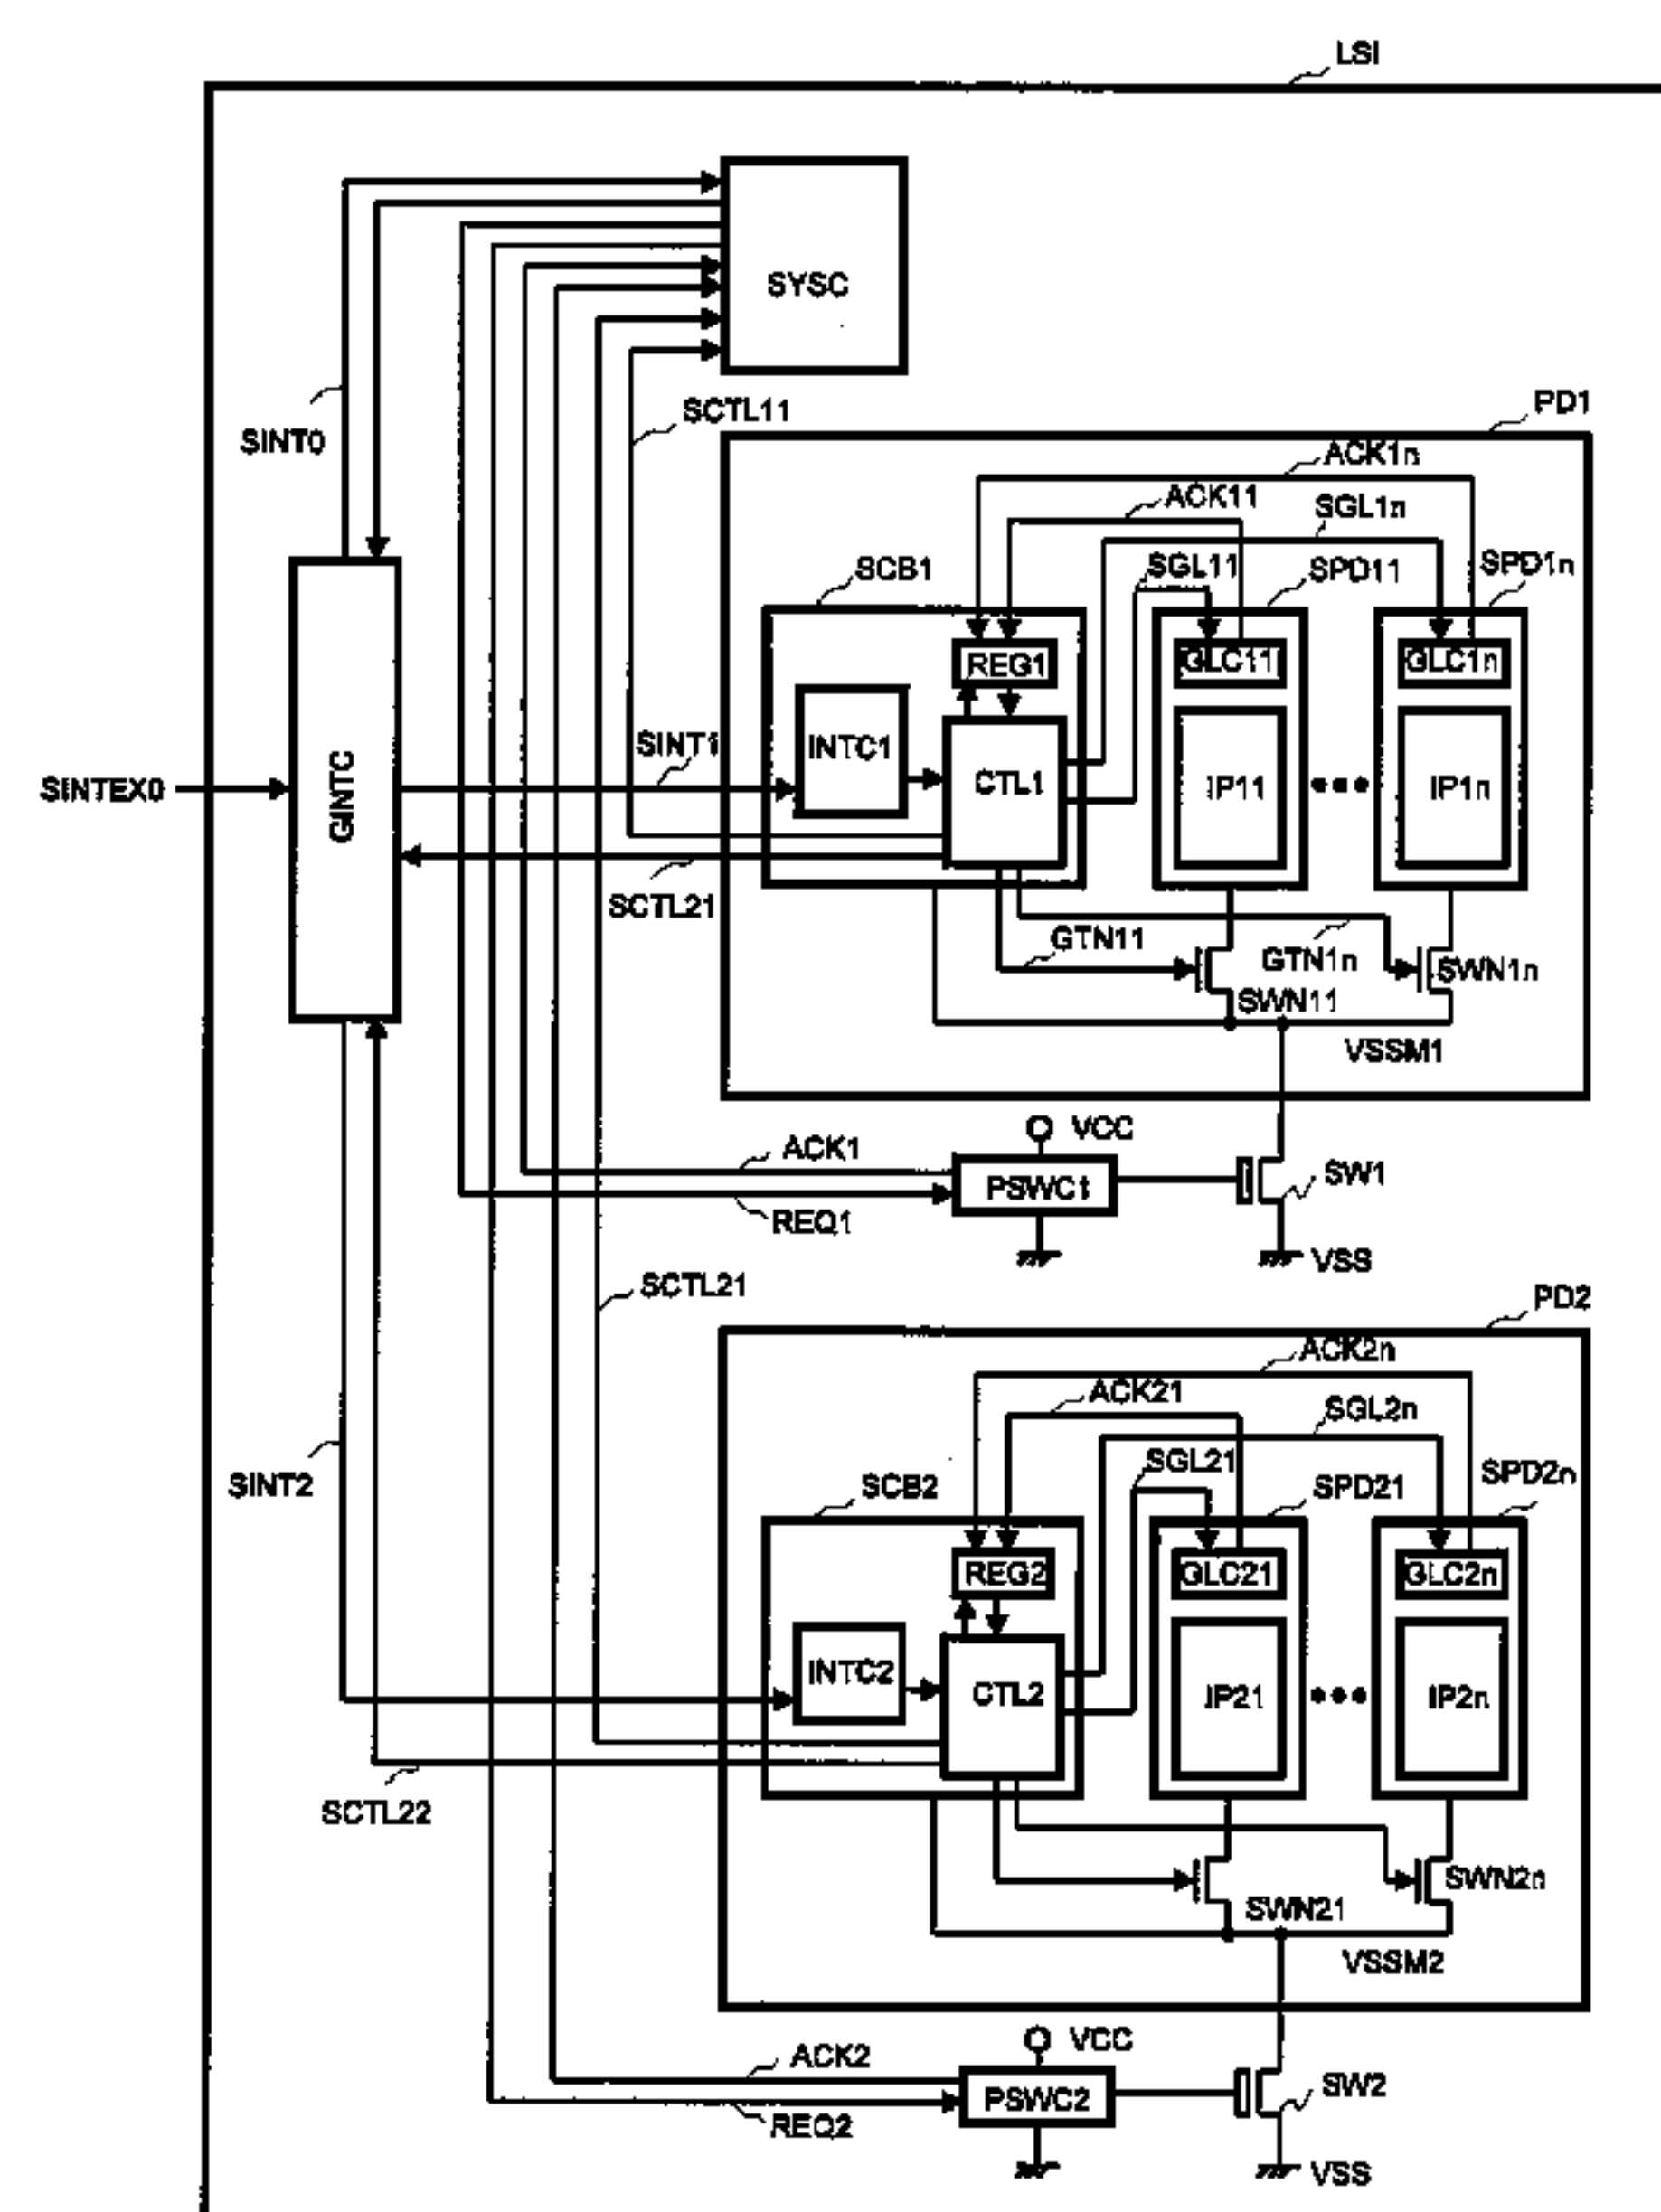 LSI
SYSC
SINT0
SCTL11
PD1
ACK1n
ACK11
SGL1n
SCB1
SGL11
SPD11
SPD1n
REG1
GLC11
GLC1n
INTC1
CTL1
IP11
IP1n
SINT1
SINTEX0
GINTC
SCTL21
GTN11
GTN1n
SWN1n
SWN11
VSSM1
VCC
ACK1
PSWC1
SW1
REQ1
VSS
SCTL21
PD2
ACK2n
ACK21
SGL2n
SGL21
SPD2n
SINT2
SCB2
SPD21
REG2
GLC21
GLC2n
INTC2
CTL2
IP21
IP2n
SCTL22
SWN2n
SWN21
VSSM2
VCC
ACK2
PSWC2
SW2
REQ2
VSS